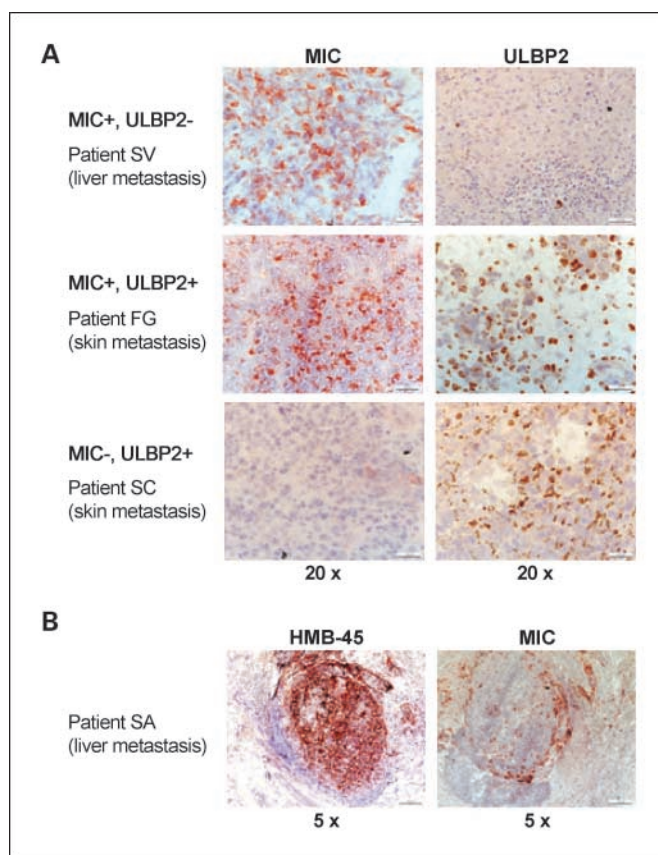 A
MIC ULBP2
MIC+, ULBP2-
Patient SV
(liver metastasis)
MIC+, ULBP2+
Patient FG
(skin metastasis)
MIC-, ULBP2+
Patient SC
(skin metastasis)
20 x 20 x
B
HMB-45 MIC
Patient SA
(liver metastasis)
5 x 5 x